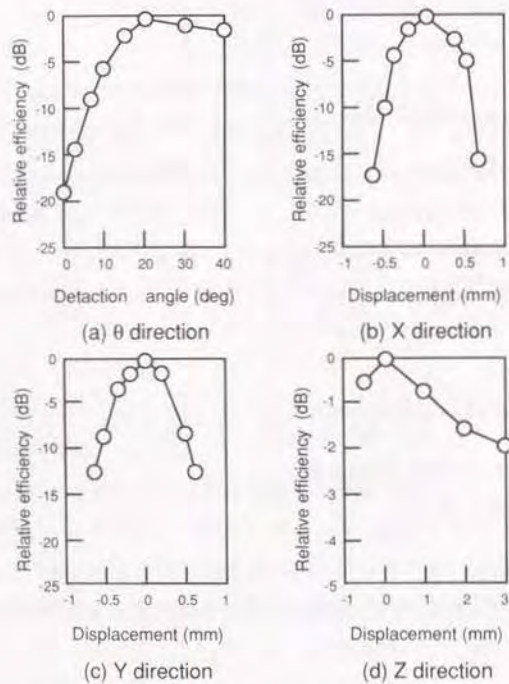 Relative efficiency (dB)
0
-5
-10
-15
-20
-25
0 10 20 30 40
Detaction angle (deg)
(a) θ direction
Relative efficiency (dB)
0
-5
-10
-15
-20
-25
-1 -0.5 0 0.5 1
Displacement (mm)
(b) X direction
Relative efficiency (dB)
0
-5
-10
-15
-20
-25
-1 -0.5 0 0.5 1
Displacement (mm)
(c) Y direction
Relative efficiency (dB)
0
-1
-2
-3
-4
-5
-1 0 1 2 3
Displacement (mm)
(d) Z direction